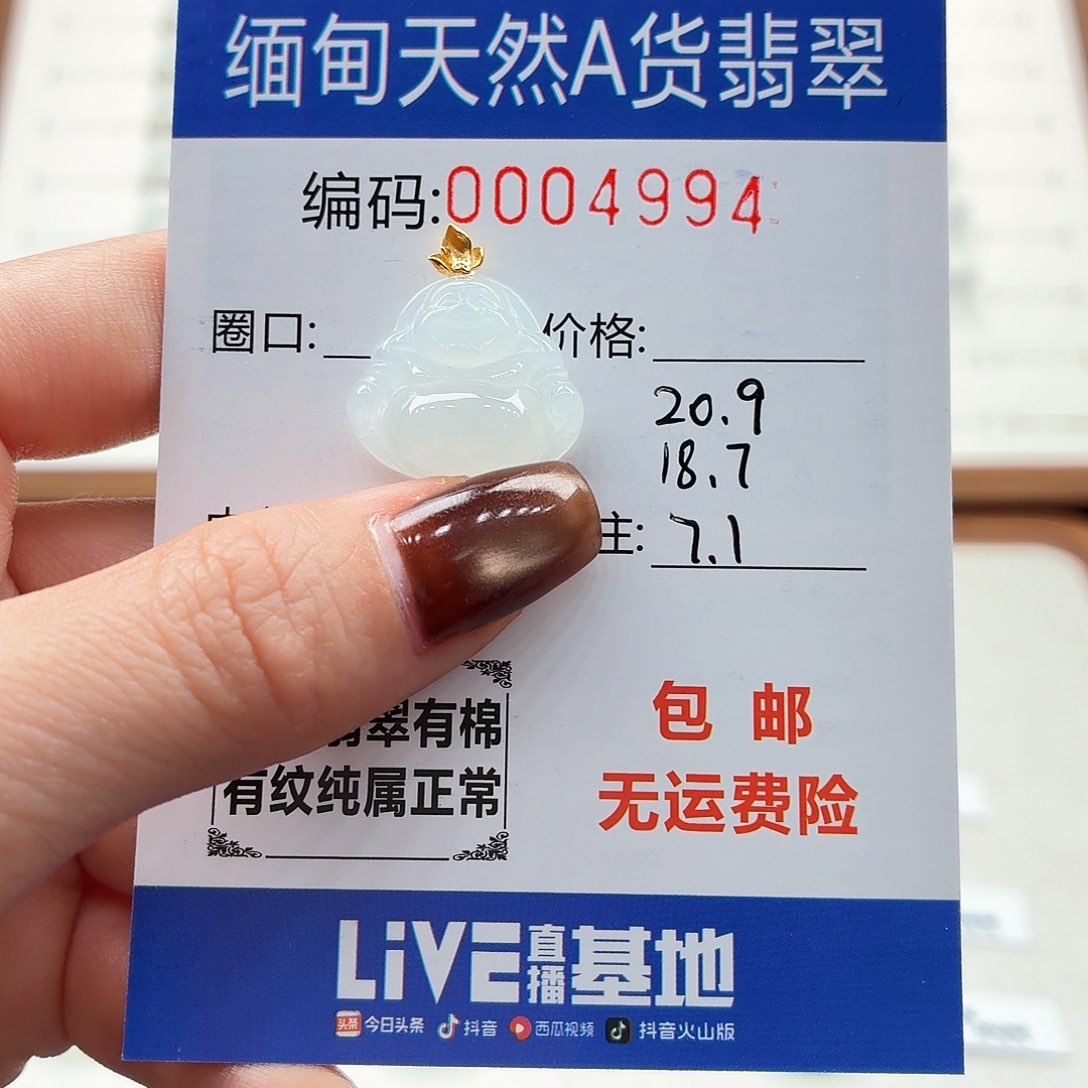 缅甸天然A货翡翠
编码:0004994
圈口:
价格:
20.9
18.7
主: 7.1
翠有棉
有纹纯属正常
包邮
无运费险
LiVE直播基地
头条 今日头条 抖音 西瓜视频 抖音火山版